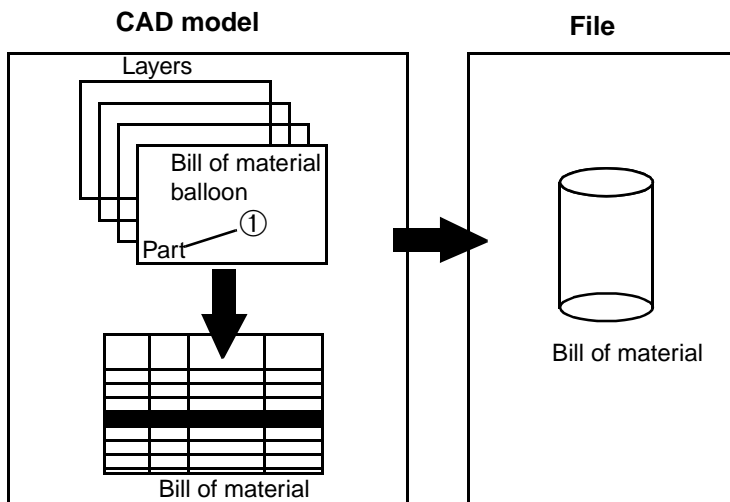 CAD model
File
Layers
Bill of material
balloon
①
Part
Bill of material
Bill of material